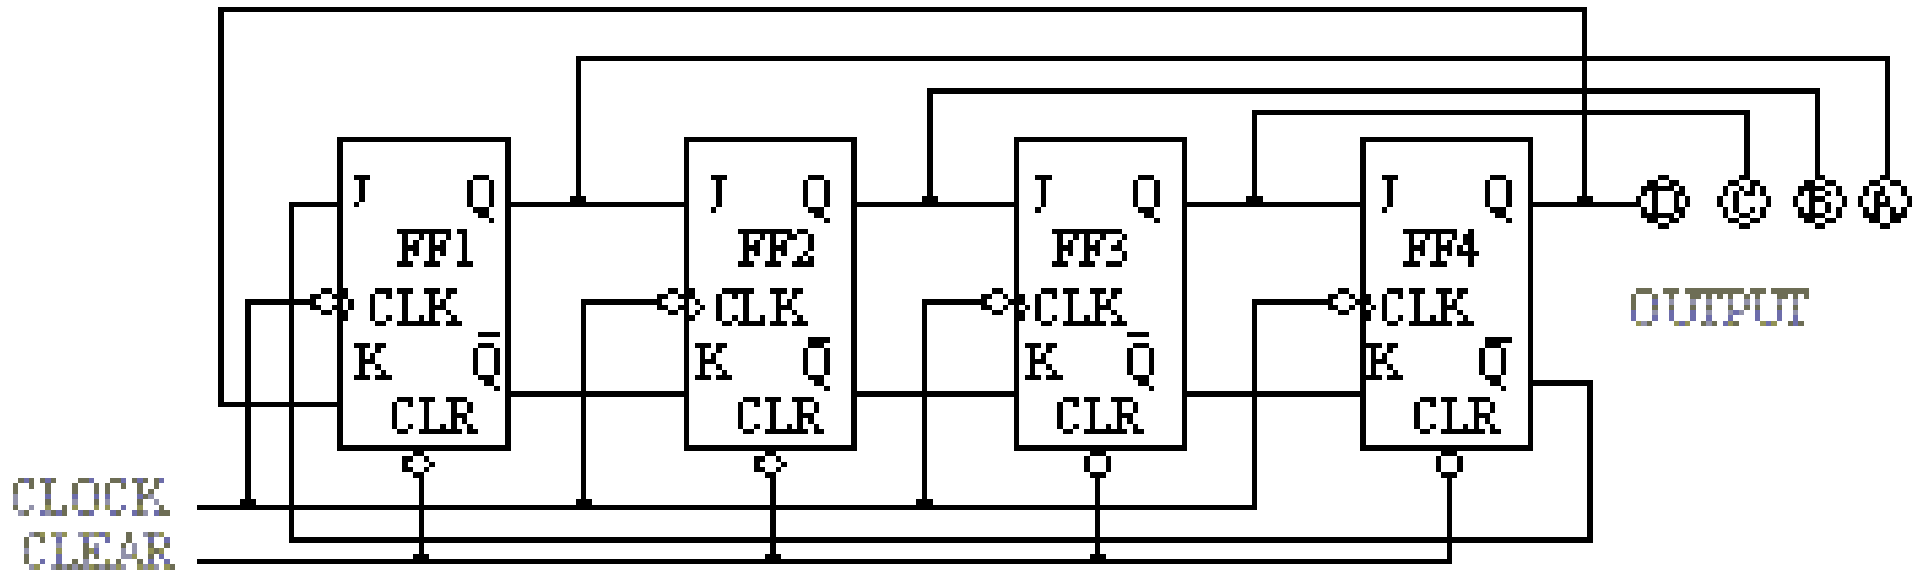 J Q J Q J Q J Q
D C B A
FF1 FF2 FF3 FF4
CLK CLK CLK CLK
OUTPUT
K Q̅ K Q̅ K Q̅ K Q̅
CLR CLR CLR CLR
CLOCK
CLEAR